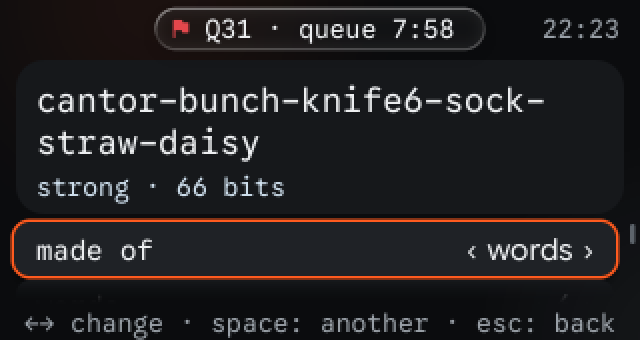 Q31 · queue 7:58
22:23
cantor-bunch-knife6-sock-
straw-daisy
strong · 66 bits
made of ‹ words ›
↔ change · space: another · esc: back